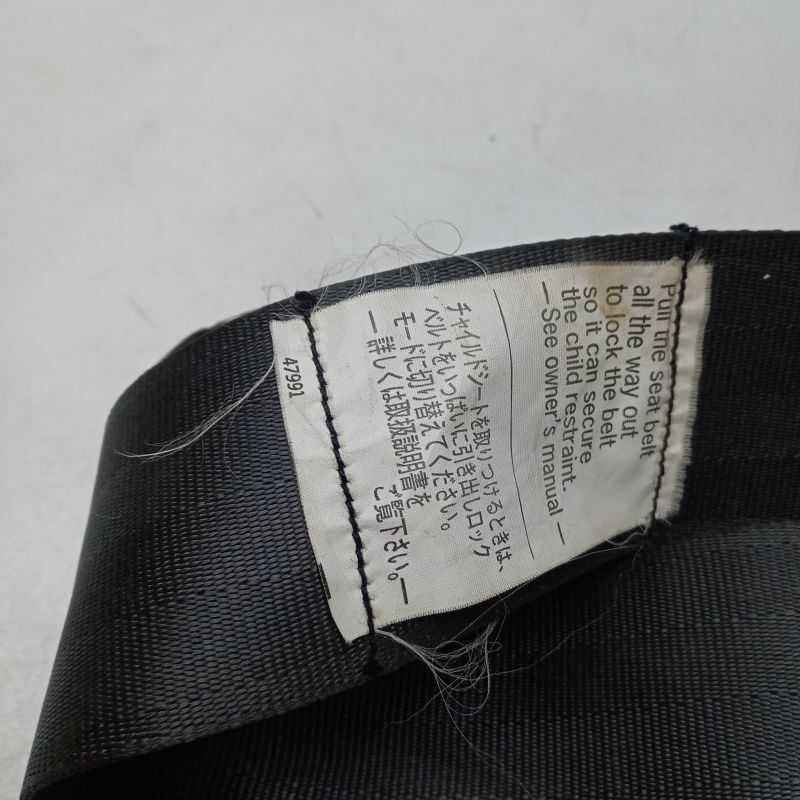 Pull the seat belt
all the way out
to lock the belt
so it can secure
the child restraint.
— See owner's manual —
チャイルドシートを取りつけるときは、
ベルトをいっぱいに引き出しロック
モードに切り替えてください。
— 詳しくは取扱説明書を
ご覧下さい。—
47991